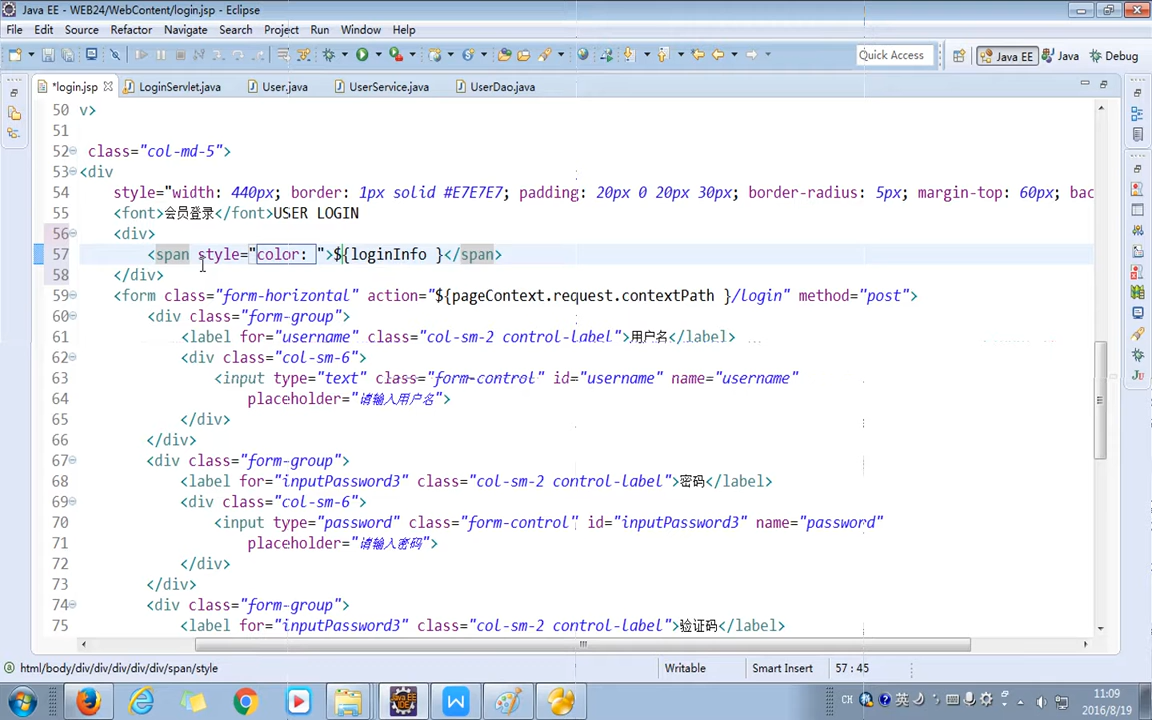 Java EE - WEB24/WebContent/login.jsp - Eclipse
File Edit Source Refactor Navigate Search Project Run Window Help
Quick Access Java EE Java Debug
*login.jsp LoginServlet.java User.java UserService.java UserDao.java
50 v>
51
52 class="col-md-5">
53 <div
54 style="width: 440px; border: 1px solid #E7E7E7; padding: 20px 0 20px 30px; border-radius: 5px; margin-top: 60px; bac
55 <font>会员登录</font>USER LOGIN
56 <div>
57 <span style="color: ">${loginInfo }</span>
58 </div>
59 <form class="form-horizontal" action="${pageContext.request.contextPath }/login" method="post">
60 <div class="form-group">
61 <label for="username" class="col-sm-2 control-label">用户名</label>
62 <div class="col-sm-6">
63 <input type="text" class="form-control" id="username" name="username"
64 placeholder="请输入用户名">
65 </div>
66 </div>
67 <div class="form-group">
68 <label for="inputPassword3" class="col-sm-2 control-label">密码</label>
69 <div class="col-sm-6">
70 <input type="password" class="form-control" id="inputPassword3" name="password"
71 placeholder="请输入密码">
72 </div>
73 </div>
74 <div class="form-group">
75 <label for="inputPassword3" class="col-sm-2 control-label">验证码</label>
html/body/div/div/div/div/div/span/style Writable Smart Insert 57 : 45
CH 英 11:09
2016/8/19